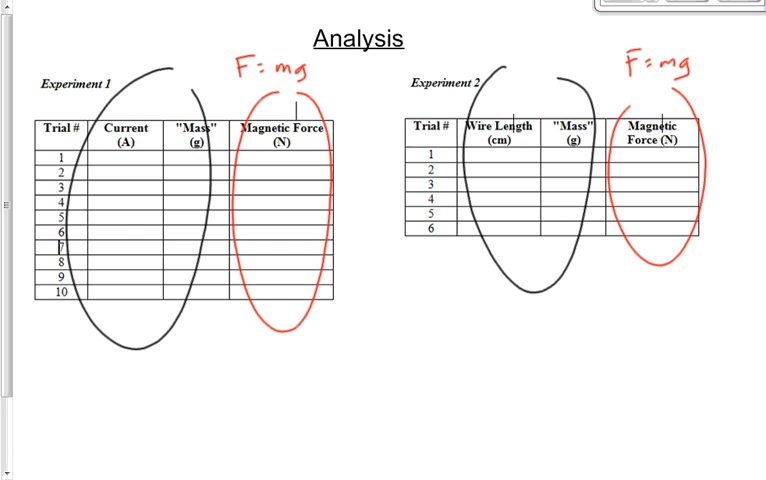 Analysis
F = mg
Experiment 1
Trial # Current (A) "Mass" (g) Magnetic Force (N)
1
2
3
4
5
6
7
8
9
10
F = mg
Experiment 2
Trial # Wire Length (cm) "Mass" (g) Magnetic Force (N)
1
2
3
4
5
6